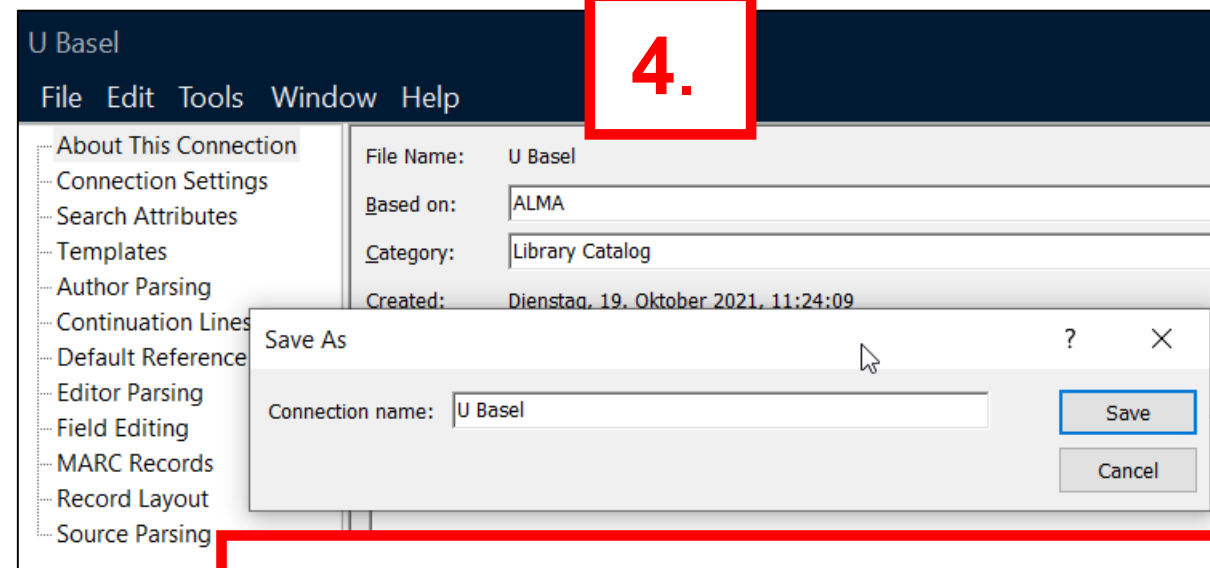 U Basel
4.
File Edit Tools Window Help
About This Connection
Connection Settings
Search Attributes
Templates
Author Parsing
Continuation Lines
Default Reference
Editor Parsing
Field Editing
MARC Records
Record Layout
Source Parsing
File Name: U Basel
Based on: ALMA
Category: Library Catalog
Created: Dienstag, 19. Oktober 2021, 11:24:09
Save As ?
Connection name: U Basel
Save
Cancel